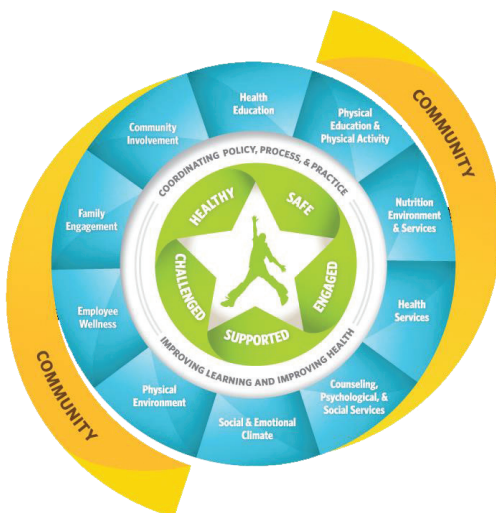 COMMUNITY
Health
Education
Physical
Education &
Physical Activity
Nutrition
Environment
& Services
Health
Services
Counseling,
Psychological, &
Social Services
Social & Emotional
Climate
Physical
Environment
Employee
Wellness
Family
Engagement
Community
Involvement
COORDINATING POLICY, PROCESS, & PRACTICE
IMPROVING LEARNING AND IMPROVING HEALTH
HEALTHY
SAFE
ENGAGED
SUPPORTED
CHALLENGED
COMMUNITY